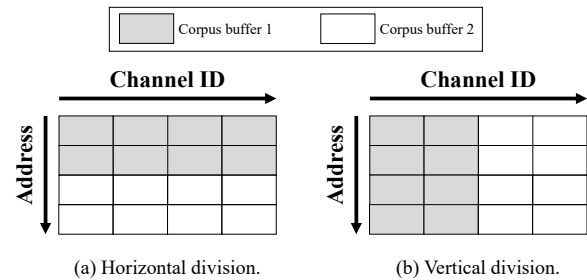 Corpus buffer 1
Corpus buffer 2
Channel ID
Address
(a) Horizontal division.
Channel ID
Address
(b) Vertical division.